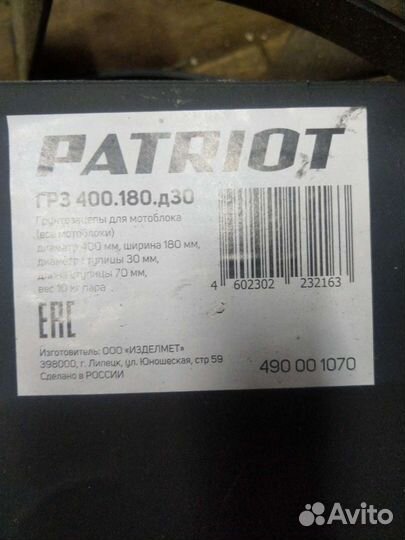 PATRIOT
ГРЗ 400.180.д30
Грунтозацепы для мотоблока
(все мотоблоки)
диаметр 400 мм, ширина 180 мм,
диаметр ступицы 30 мм,
длина ступицы 70 мм,
вес 10 кг пара
4 602302 232163
EAC
Изготовитель: ООО «ИЗДЕЛМЕТ»
398000, г. Липецк, ул. Юношеская, стр 59
Сделано в РОССИИ
490 00 1070
Avito